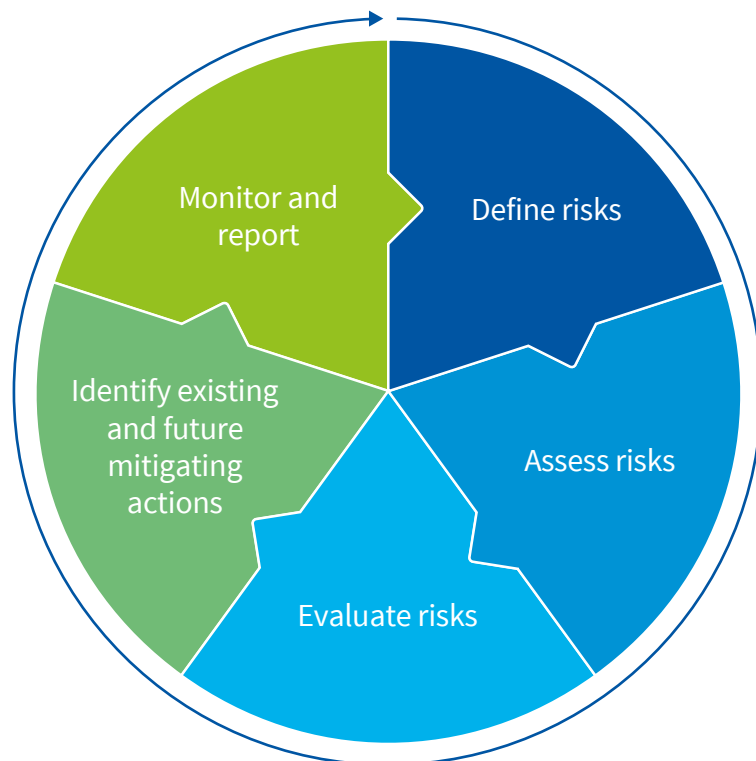 Define risks
Assess risks
Evaluate risks
Identify existing
and future
mitigating
actions
Monitor and
report